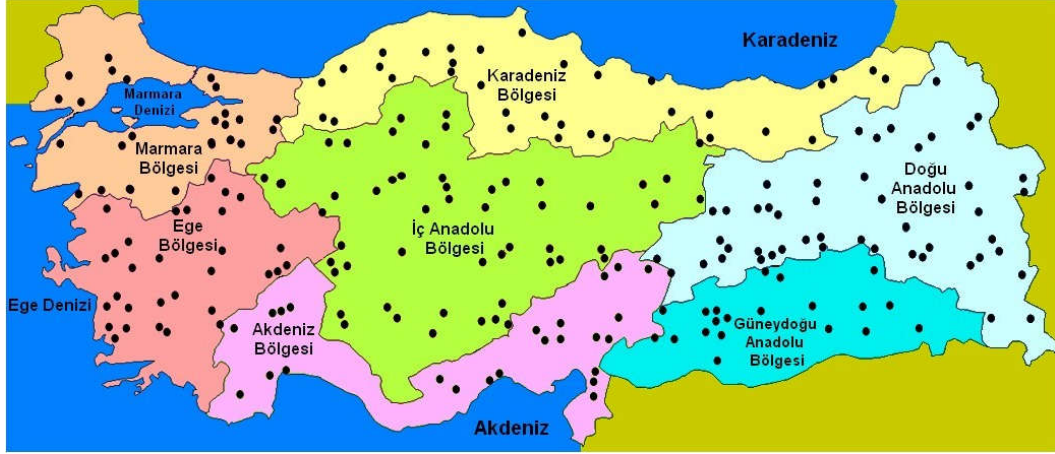 Karadeniz
Karadeniz
Bölgesi
Marmara
Denizi
Marmara
Bölgesi
Doğu
Anadolu
Bölgesi
Ege
Bölgesi
İç Anadolu
Bölgesi
Ege Denizi
Akdeniz
Bölgesi
Güneydoğu
Anadolu
Bölgesi
Akdeniz